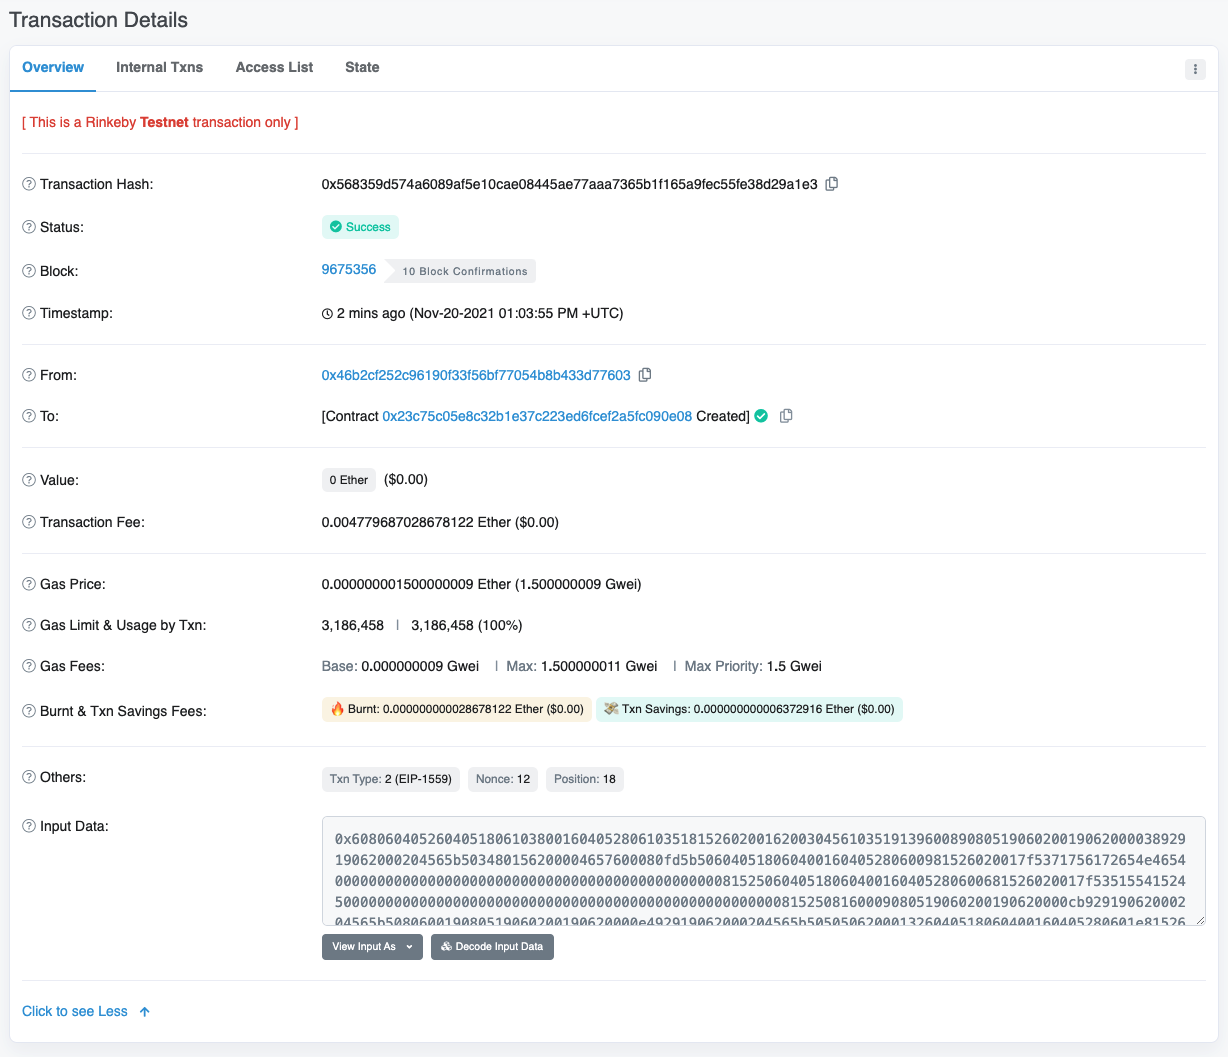 Transaction Details
Overview Internal Txns Access List State
[ This is a Rinkeby Testnet transaction only ]
Transaction Hash: 0x568359d574a6089af5e10cae08445ae77aaa7365b1f165a9fec55fe38d29a1e3
Status: Success
Block: 9675356 10 Block Confirmations
Timestamp: 2 mins ago (Nov-20-2021 01:03:55 PM +UTC)
From: 0x46b2cf252c96190f33f56bf77054b8b433d77603
To: [Contract 0x23c75c05e8c32b1e37c223ed6fcef2a5fc090e08 Created]
Value: 0 Ether ($0.00)
Transaction Fee: 0.004779687028678122 Ether ($0.00)
Gas Price: 0.000000001500000009 Ether (1.500000009 Gwei)
Gas Limit & Usage by Txn: 3,186,458 | 3,186,458 (100%)
Gas Fees: Base: 0.000000009 Gwei | Max: 1.500000011 Gwei | Max Priority: 1.5 Gwei
Burnt & Txn Savings Fees: 🔥 Burnt: 0.000000000028678122 Ether ($0.00) 💸 Txn Savings: 0.000000000006372916 Ether ($0.00)
Others: Txn Type: 2 (EIP-1559) Nonce: 12 Position: 18
Input Data:
0x60806040526040518061038001604052806103518152602001620030456103519139600890805190602001906200003892
919062000204565b503480156200004657600080fd5b506040518060400160405280600981526020017f5371756172654e4654
View Input As Decode Input Data
Click to see Less